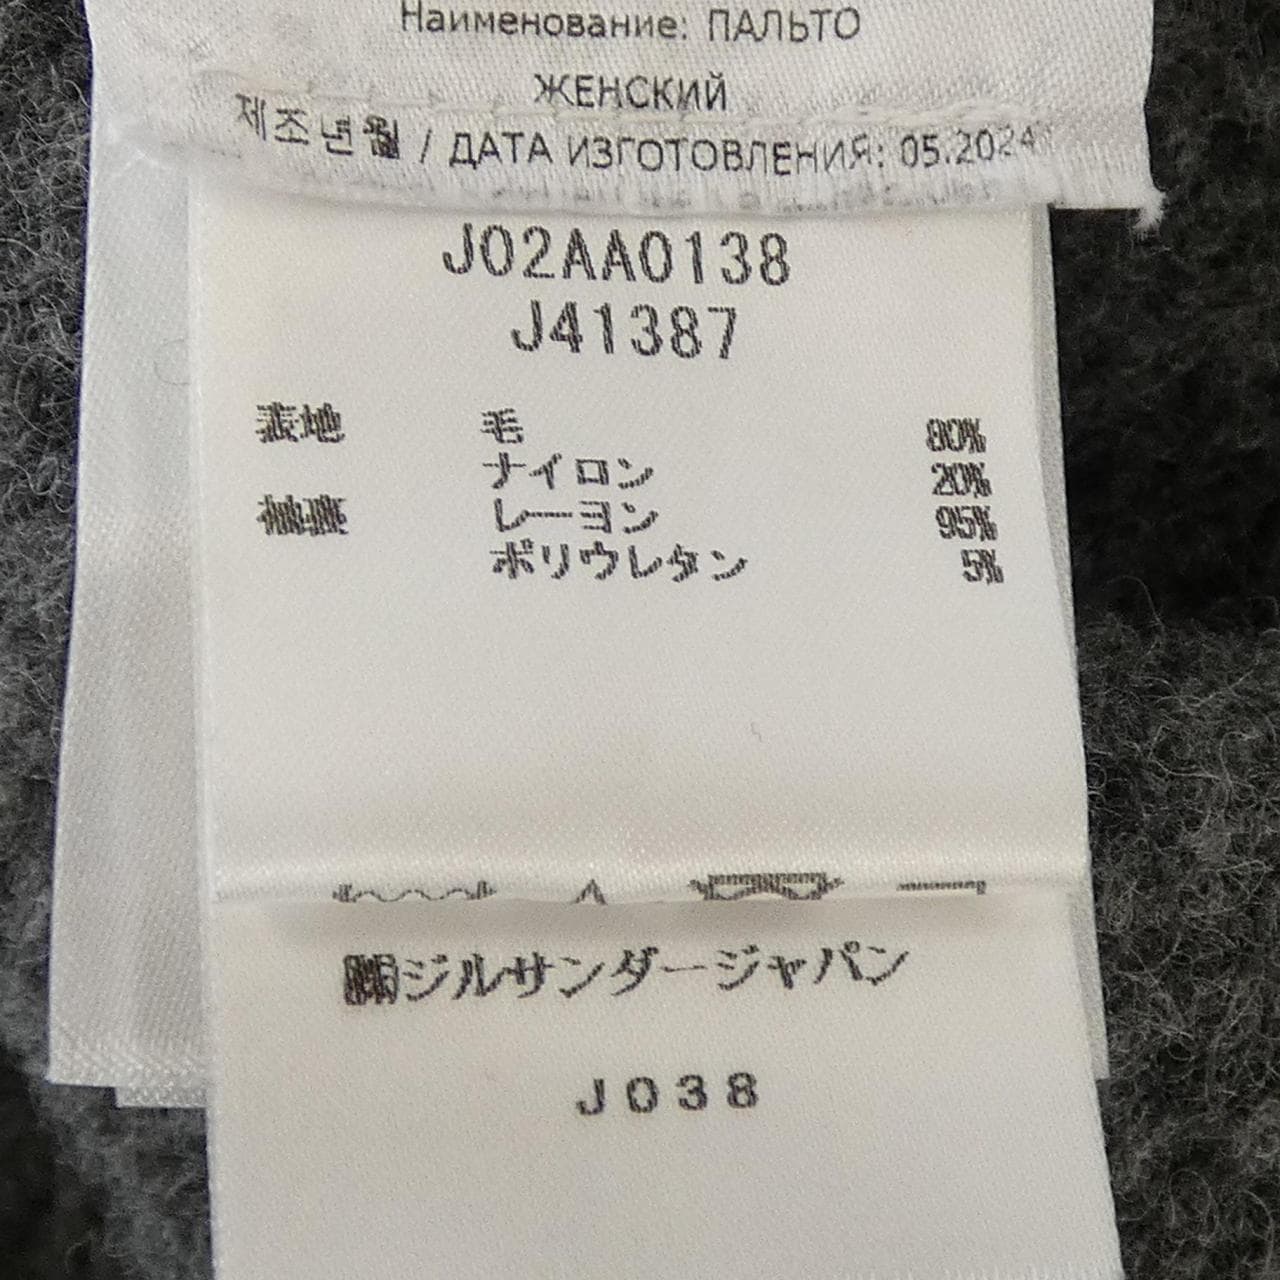 Наименование: ПАЛЬТО
ЖЕНСКИЙ
제조년월 / ДАТА ИЗГОТОВЛЕНИЯ: 05.2024
J02AA0138
J41387
表地 毛 80%
ナイロン 20%
レーヨン 95%
ポリウレタン 5%
㈱ジルサンダージャパン
J038